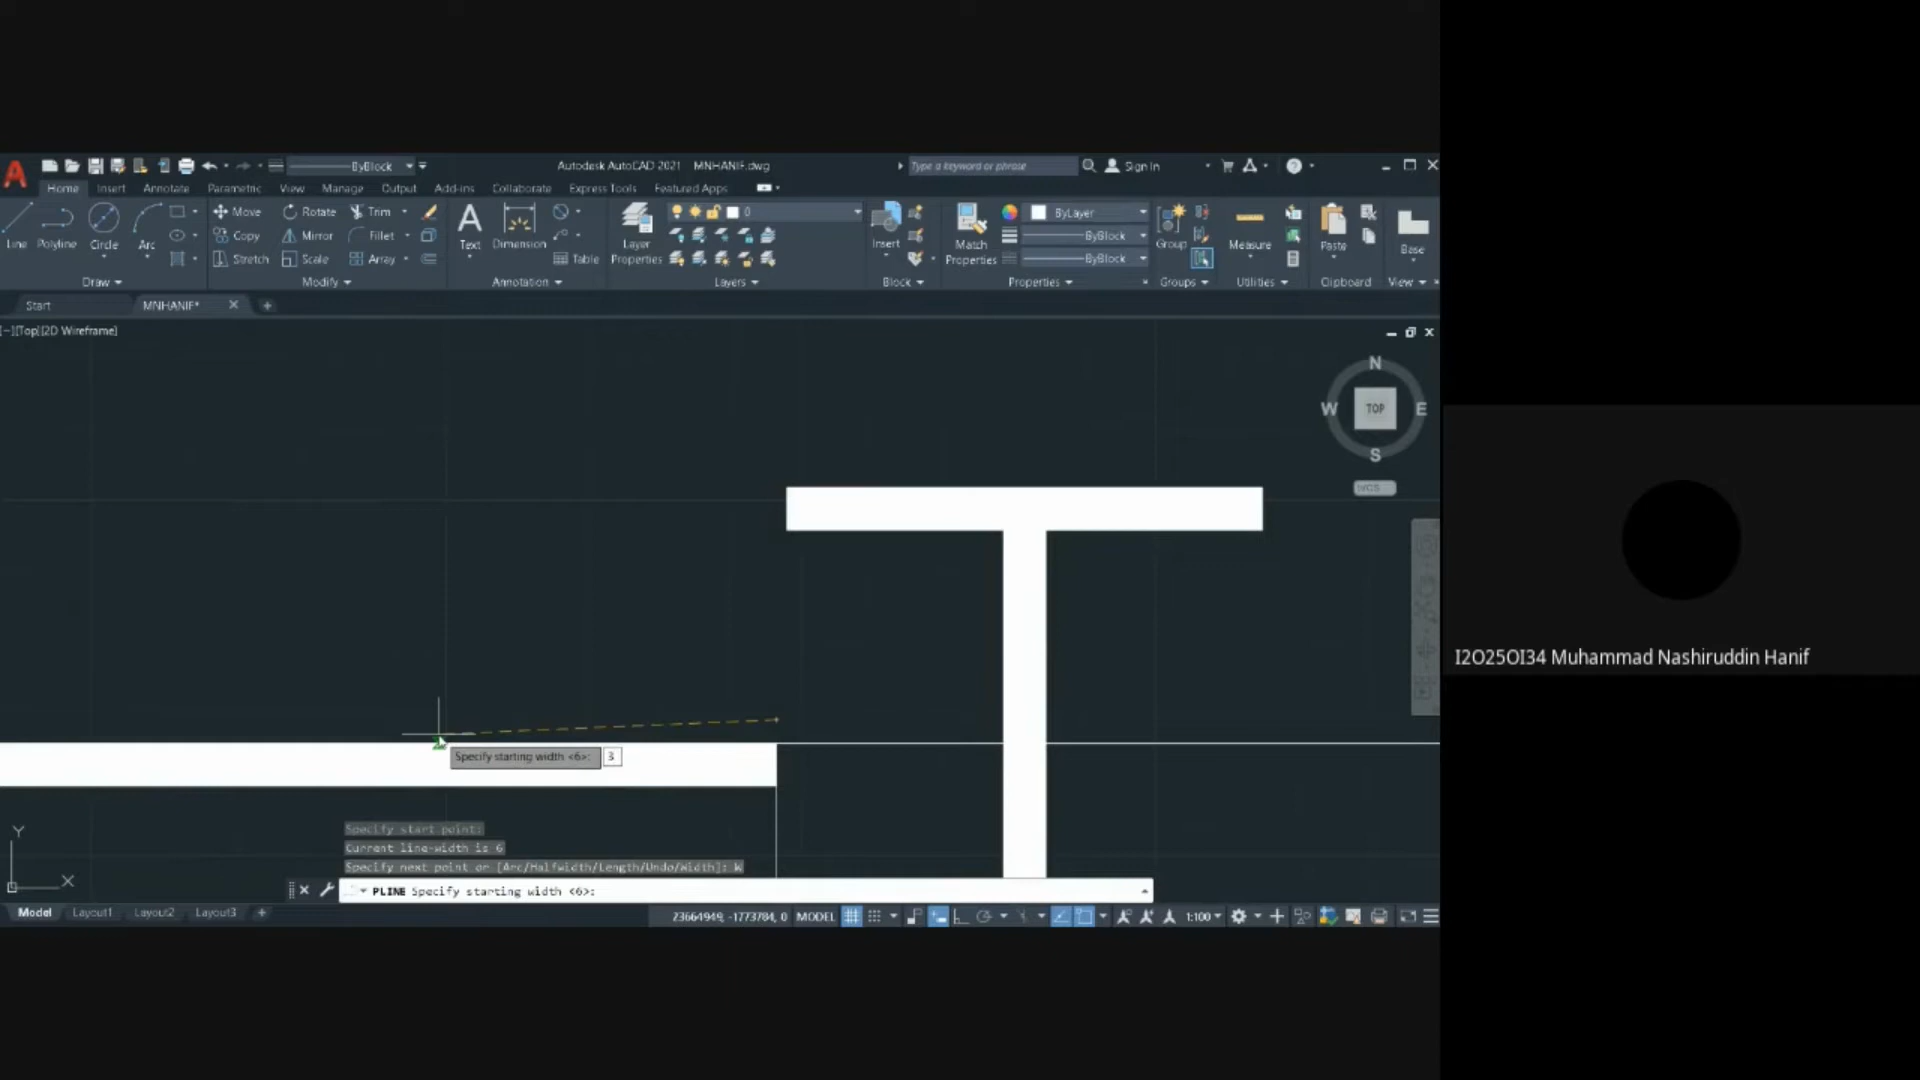 ByBlock
Autodesk AutoCAD 2021 MNHANIF.dwg
Type a keyword or phrase
Sign In
Home Insert Annotate Parametric View Manage Output Add-ins Collaborate Express Tools Featured Apps
Line Polyline Circle Arc
Move Rotate Trim
Copy Mirror Fillet
Stretch Scale Array
Text Dimension
Table
Layer Properties
0
Insert
Match Properties
ByLayer
ByBlock
ByBlock
Group
Measure
Paste
Base
Draw Modify Annotation Layers Block Properties Groups Utilities Clipboard View
Start MNHANIF*
[-][Top][2D Wireframe]
N
W TOP E
S
WCS
Specify starting width <6>: 3
Y
X
Specify start point:
Current line-width is 6
Specify next point or [Arc/Halfwidth/Length/Undo/Width]: W
PLINE Specify starting width <6>:
Model Layout1 Layout2 Layout3
23664949, -1773784, 0 MODEL
1:100
I2O25OI34 Muhammad Nashiruddin Hanif